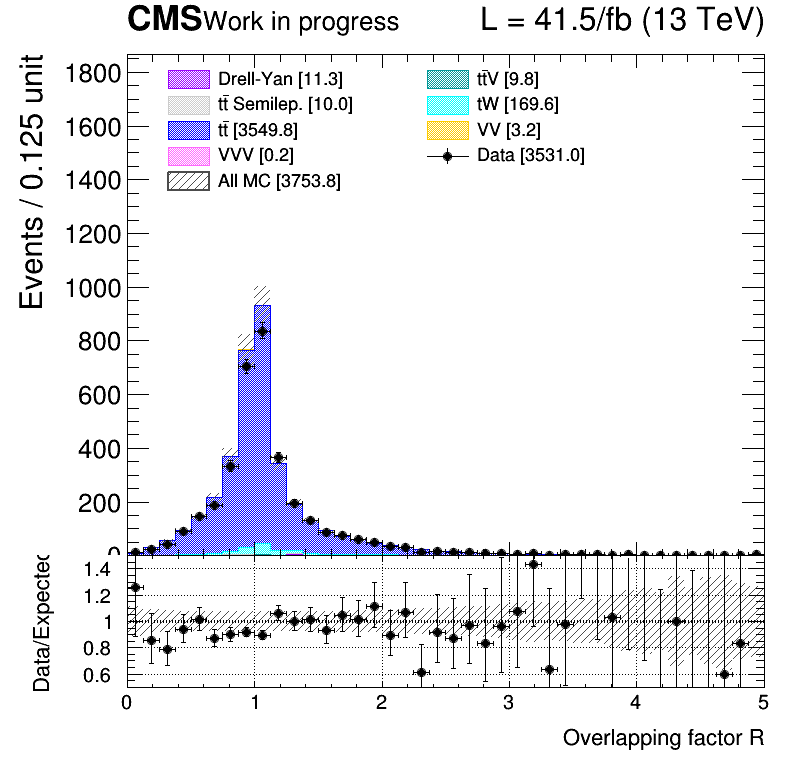 CMS Work in progress L = 41.5/fb (13 TeV)
Events / 0.125 unit
1800
1600
1400
1200
1000
800
600
400
200
0
Drell-Yan [11.3]
tt̄ Semilep. [10.0]
tt̄ [3549.8]
VVV [0.2]
All MC [3753.8]
tt̄V [9.8]
tW [169.6]
VV [3.2]
Data [3531.0]
Data/Expected
1.4
1.2
1
0.8
0.6
0 1 2 3 4 5
Overlapping factor R